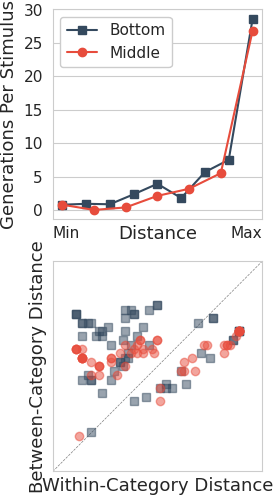 Generations Per Stimulus
30
25
20
15
10
5
0
Bottom
Middle
Min
Distance
Max
Between-Category Distance
Within-Category Distance